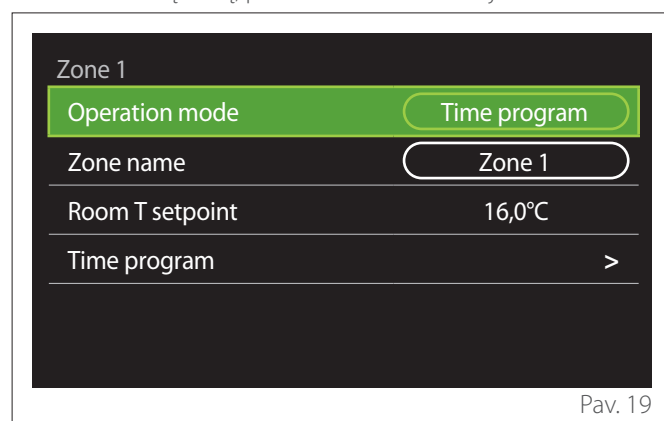 Zone 1
Operation mode Time program
Zone name Zone 1
Room T setpoint 16,0°C
Time program >
Pav. 19